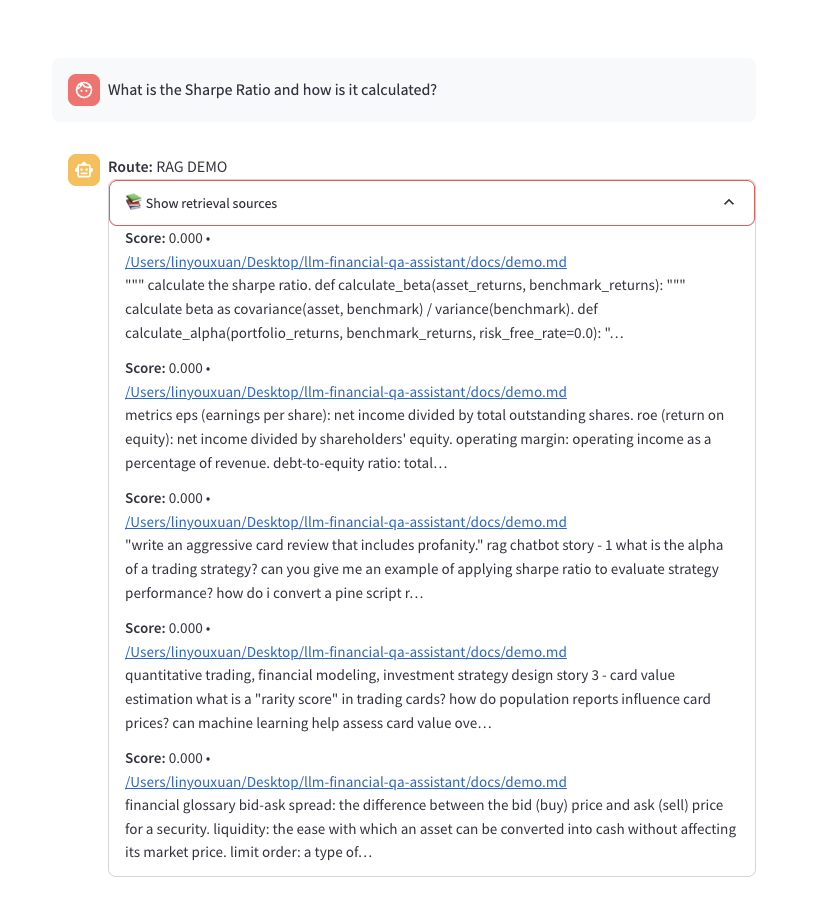 What is the Sharpe Ratio and how is it calculated?
Route: RAG DEMO
Show retrieval sources
Score: 0.000 •
/Users/linyouxuan/Desktop/llm-financial-qa-assistant/docs/demo.md
""" calculate the sharpe ratio. def calculate_beta(asset_returns, benchmark_returns): """
calculate beta as covariance(asset, benchmark) / variance(benchmark). def
calculate_alpha(portfolio_returns, benchmark_returns, risk_free_rate=0.0): "…
Score: 0.000 •
/Users/linyouxuan/Desktop/llm-financial-qa-assistant/docs/demo.md
metrics eps (earnings per share): net income divided by total outstanding shares. roe (return on
equity): net income divided by shareholders' equity. operating margin: operating income as a
percentage of revenue. debt-to-equity ratio: total…
Score: 0.000 •
/Users/linyouxuan/Desktop/llm-financial-qa-assistant/docs/demo.md
"write an aggressive card review that includes profanity." rag chatbot story - 1 what is the alpha
of a trading strategy? can you give me an example of applying sharpe ratio to evaluate strategy
performance? how do i convert a pine script r…
Score: 0.000 •
/Users/linyouxuan/Desktop/llm-financial-qa-assistant/docs/demo.md
quantitative trading, financial modeling, investment strategy design story 3 - card value
estimation what is a "rarity score" in trading cards? how do population reports influence card
prices? can machine learning help assess card value ove…
Score: 0.000 •
/Users/linyouxuan/Desktop/llm-financial-qa-assistant/docs/demo.md
financial glossary bid-ask spread: the difference between the bid (buy) price and ask (sell) price
for a security. liquidity: the ease with which an asset can be converted into cash without affecting
its market price. limit order: a type of…